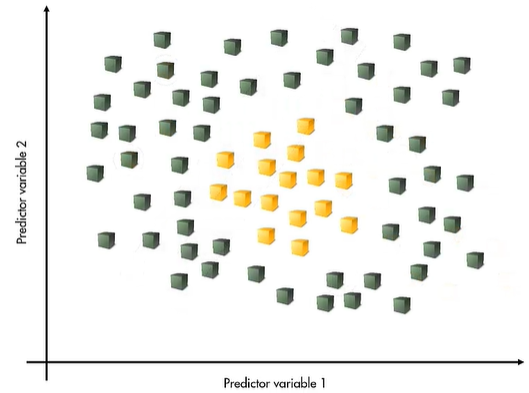 Predictor variable 2
Predictor variable 1